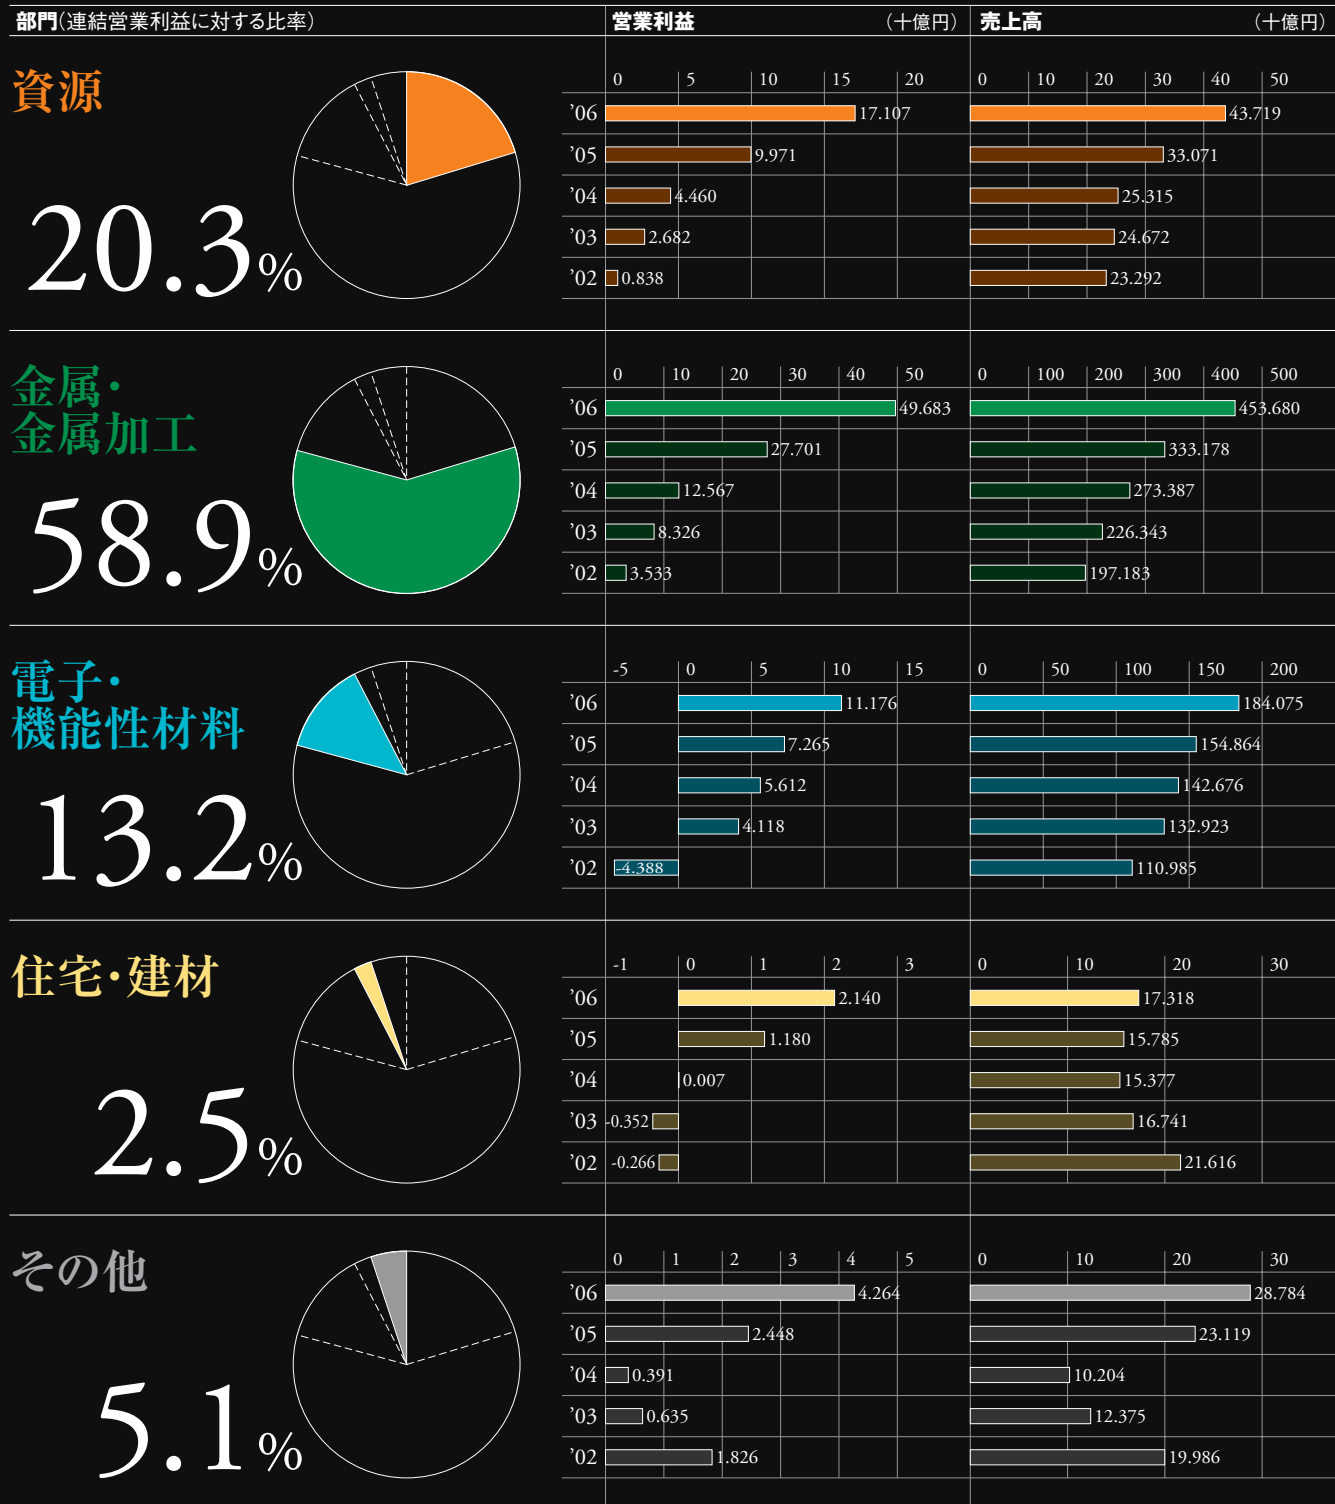 部門(連結営業利益に対する比率) 営業利益 (十億円) 売上高 (十億円)
資源
20.3%
0 5 10 15 20
0 10 20 30 40 50
’06 17.107 43.719
’05 9.971 33.071
’04 4.460 25.315
’03 2.682 24.672
’02 0.838 23.292
金属・
金属加工
58.9%
0 10 20 30 40 50
0 100 200 300 400 500
’06 49.683 453.680
’05 27.701 333.178
’04 12.567 273.387
’03 8.326 226.343
’02 3.533 197.183
電子・
機能性材料
13.2%
-5 0 5 10 15
0 50 100 150 200
’06 11.176 184.075
’05 7.265 154.864
’04 5.612 142.676
’03 4.118 132.923
’02 -4.388 110.985
住宅・建材
2.5%
-1 0 1 2 3
0 10 20 30
’06 2.140 17.318
’05 1.180 15.785
’04 0.007 15.377
’03 -0.352 16.741
’02 -0.266 21.616
その他
5.1%
0 1 2 3 4 5
0 10 20 30
’06 4.264 28.784
’05 2.448 23.119
’04 0.391 10.204
’03 0.635 12.375
’02 1.826 19.986